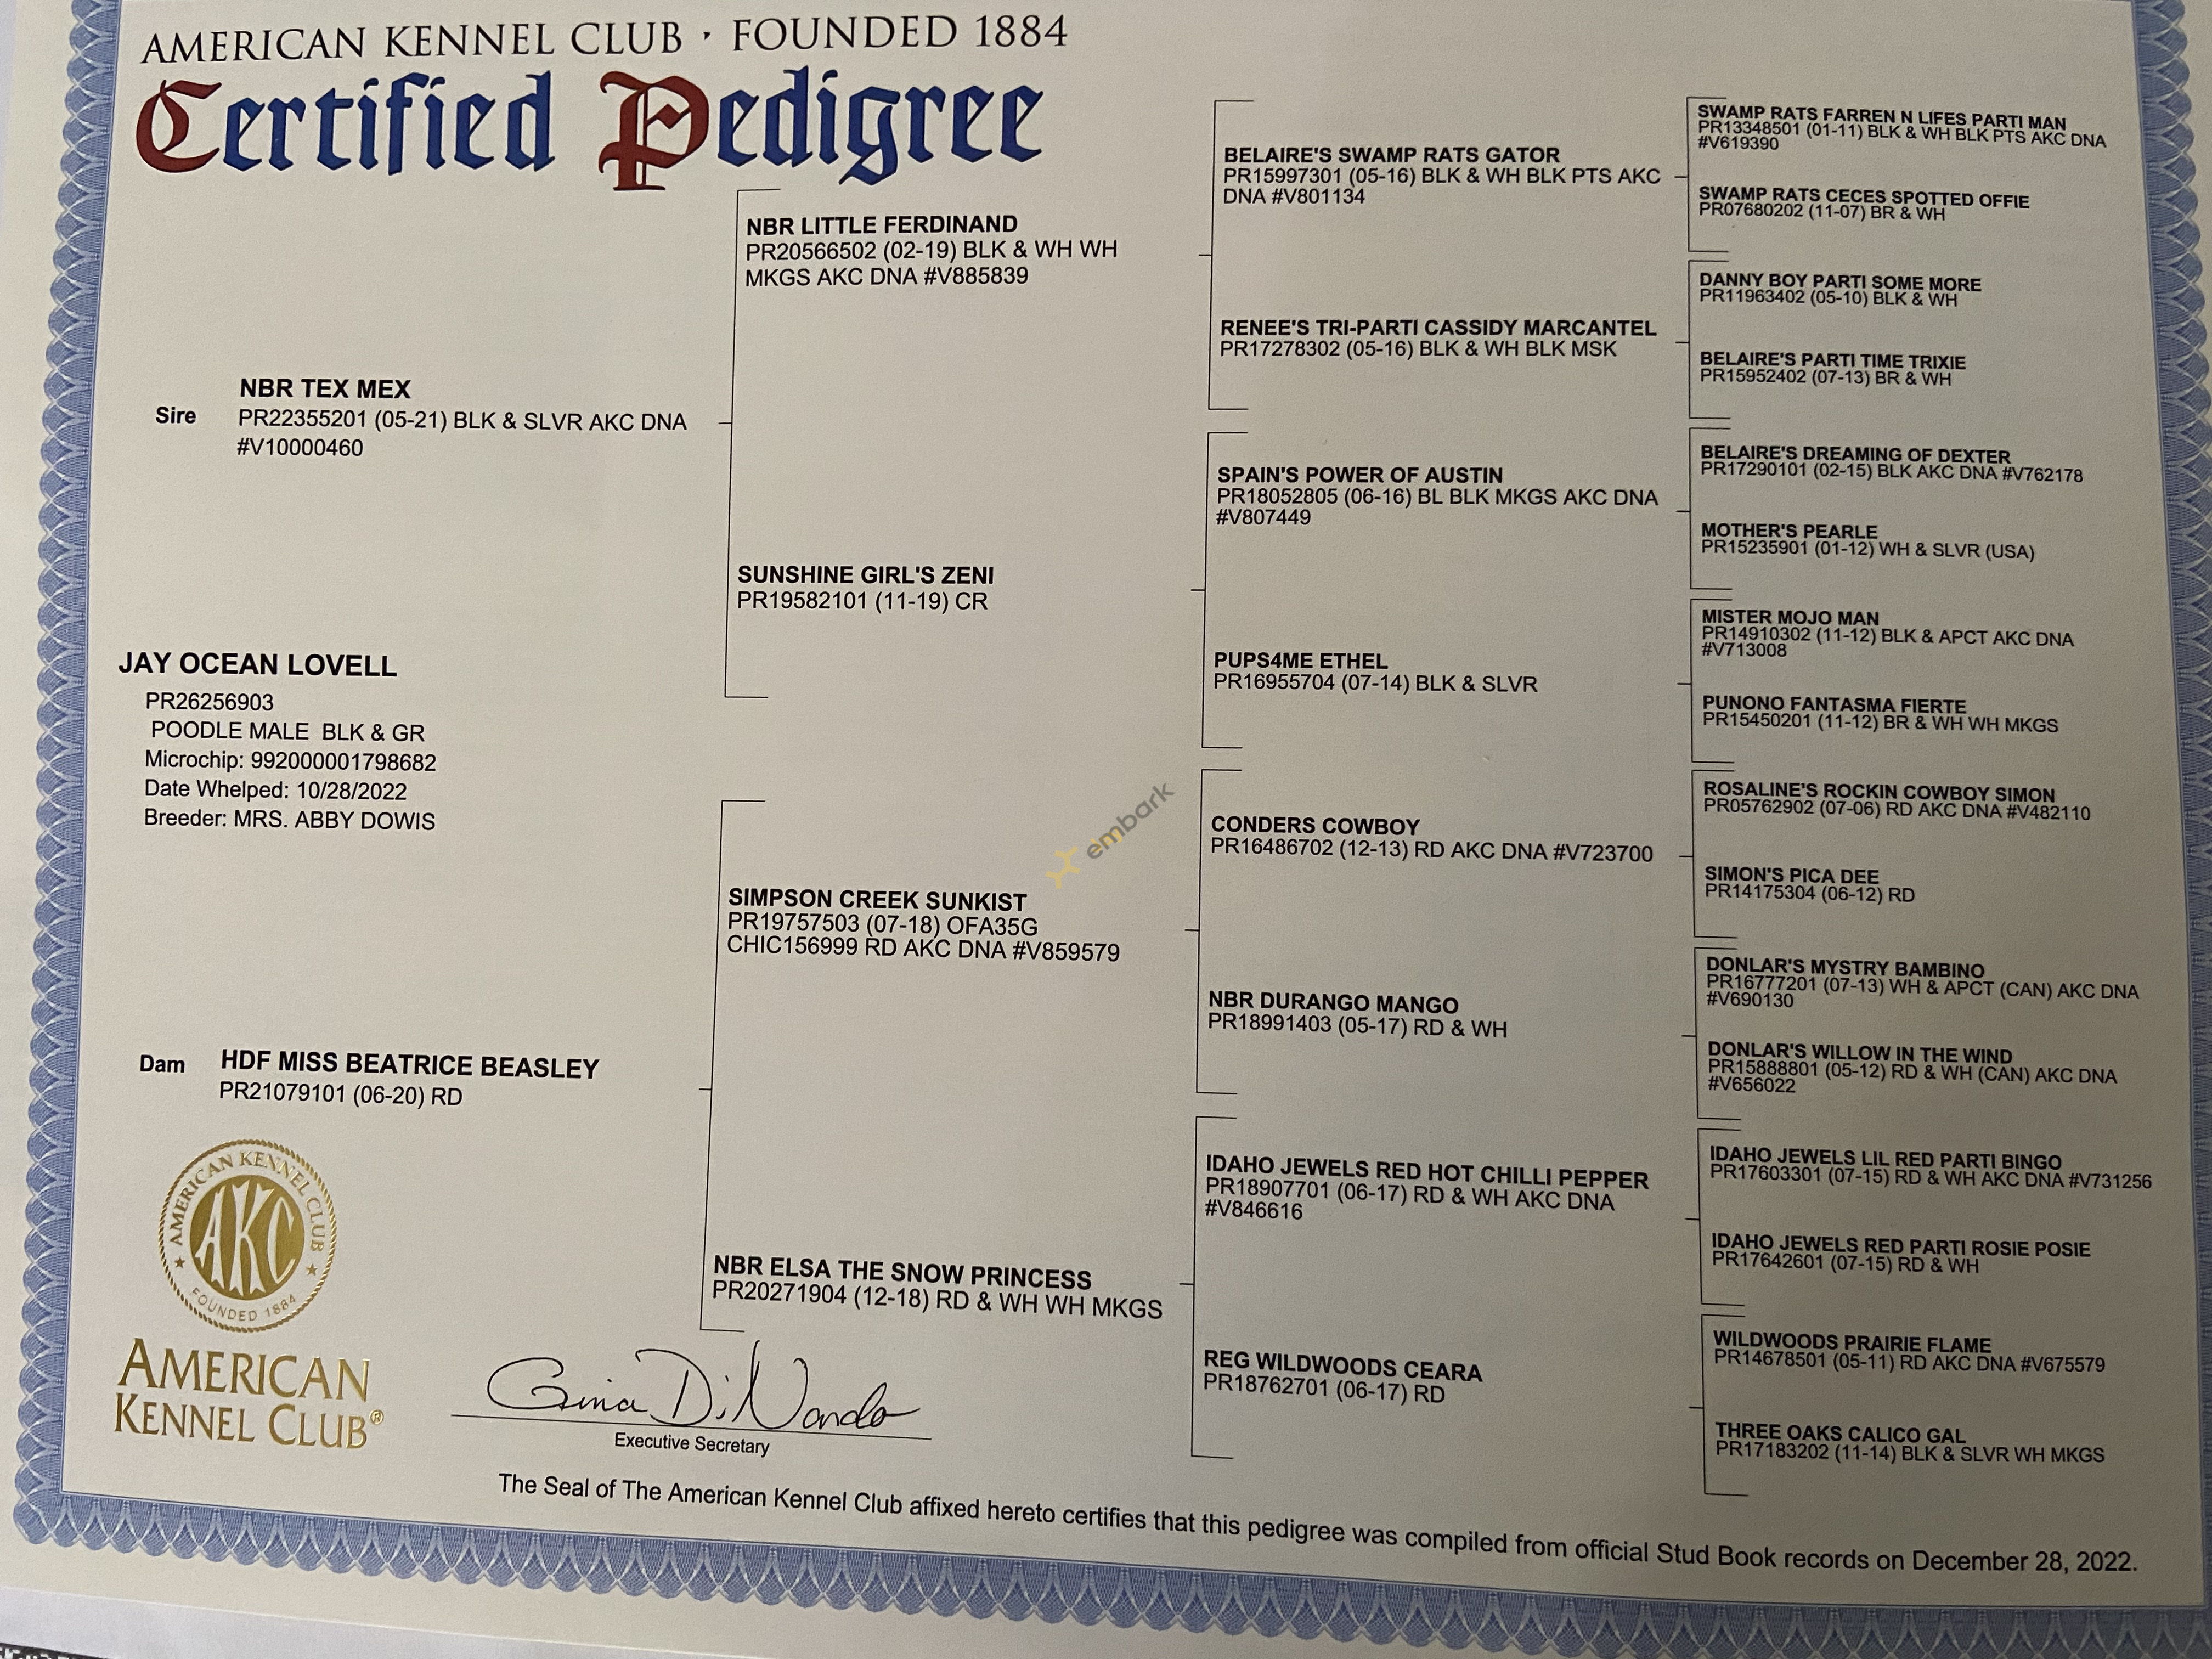 AMERICAN KENNEL CLUB · FOUNDED 1884
Certified Pedigree
Sire
NBR TEX MEX
PR22355201 (05-21) BLK & SLVR AKC DNA
#V10000460
JAY OCEAN LOVELL
PR26256903
POODLE MALE BLK & GR
Microchip: 992000001798682
Date Whelped: 10/28/2022
Breeder: MRS. ABBY DOWIS
Dam
HDF MISS BEATRICE BEASLEY
PR21079101 (06-20) RD
NBR LITTLE FERDINAND
PR20566502 (02-19) BLK & WH WH
MKGS AKC DNA #V885839
SUNSHINE GIRL'S ZENI
PR19582101 (11-19) CR
SIMPSON CREEK SUNKIST
PR19757503 (07-18) OFA35G
CHIC156999 RD AKC DNA #V859579
NBR ELSA THE SNOW PRINCESS
PR20271904 (12-18) RD & WH WH MKGS
BELAIRE'S SWAMP RATS GATOR
PR15997301 (05-16) BLK & WH BLK PTS AKC
DNA #V801134
RENEE'S TRI-PARTI CASSIDY MARCANTEL
PR17278302 (05-16) BLK & WH BLK MSK
SPAIN'S POWER OF AUSTIN
PR18052805 (06-16) BL BLK MKGS AKC DNA
#V807449
PUPS4ME ETHEL
PR16955704 (07-14) BLK & SLVR
embark
CONDERS COWBOY
PR16486702 (12-13) RD AKC DNA #V723700
NBR DURANGO MANGO
PR18991403 (05-17) RD & WH
IDAHO JEWELS RED HOT CHILLI PEPPER
PR18907701 (06-17) RD & WH AKC DNA
#V846616
REG WILDWOODS CEARA
PR18762701 (06-17) RD
SWAMP RATS FARREN N LIFES PARTI MAN
PR13348501 (01-11) BLK & WH BLK PTS AKC DNA
#V619390
SWAMP RATS CECES SPOTTED OFFIE
PR07680202 (11-07) BR & WH
DANNY BOY PARTI SOME MORE
PR11963402 (05-10) BLK & WH
BELAIRE'S PARTI TIME TRIXIE
PR15952402 (07-13) BR & WH
BELAIRE'S DREAMING OF DEXTER
PR17290101 (02-15) BLK AKC DNA #V762178
MOTHER'S PEARLE
PR15235901 (01-12) WH & SLVR (USA)
MISTER MOJO MAN
PR14910302 (11-12) BLK & APCT AKC DNA
#V713008
PUNONO FANTASMA FIERTE
PR15450201 (11-12) BR & WH WH MKGS
ROSALINE'S ROCKIN COWBOY SIMON
PR05762902 (07-06) RD AKC DNA #V482110
SIMON'S PICA DEE
PR14175304 (06-12) RD
DONLAR'S MYSTRY BAMBINO
PR16777201 (07-13) WH & APCT (CAN) AKC DNA
#V690130
DONLAR'S WILLOW IN THE WIND
PR15888801 (05-12) RD & WH (CAN) AKC DNA
#V656022
IDAHO JEWELS LIL RED PARTI BINGO
PR17603301 (07-15) RD & WH AKC DNA #V731256
IDAHO JEWELS RED PARTI ROSIE POSIE
PR17642601 (07-15) RD & WH
WILDWOODS PRAIRIE FLAME
PR14678501 (05-11) RD AKC DNA #V675579
THREE OAKS CALICO GAL
PR17183202 (11-14) BLK & SLVR WH MKGS
AMERICAN KENNEL CLUB
AKC
FOUNDED 1884
AMERICAN
KENNEL CLUB®
Gina DiNardo
Executive Secretary
The Seal of The American Kennel Club affixed hereto certifies that this pedigree was compiled from official Stud Book records on December 28, 2022.